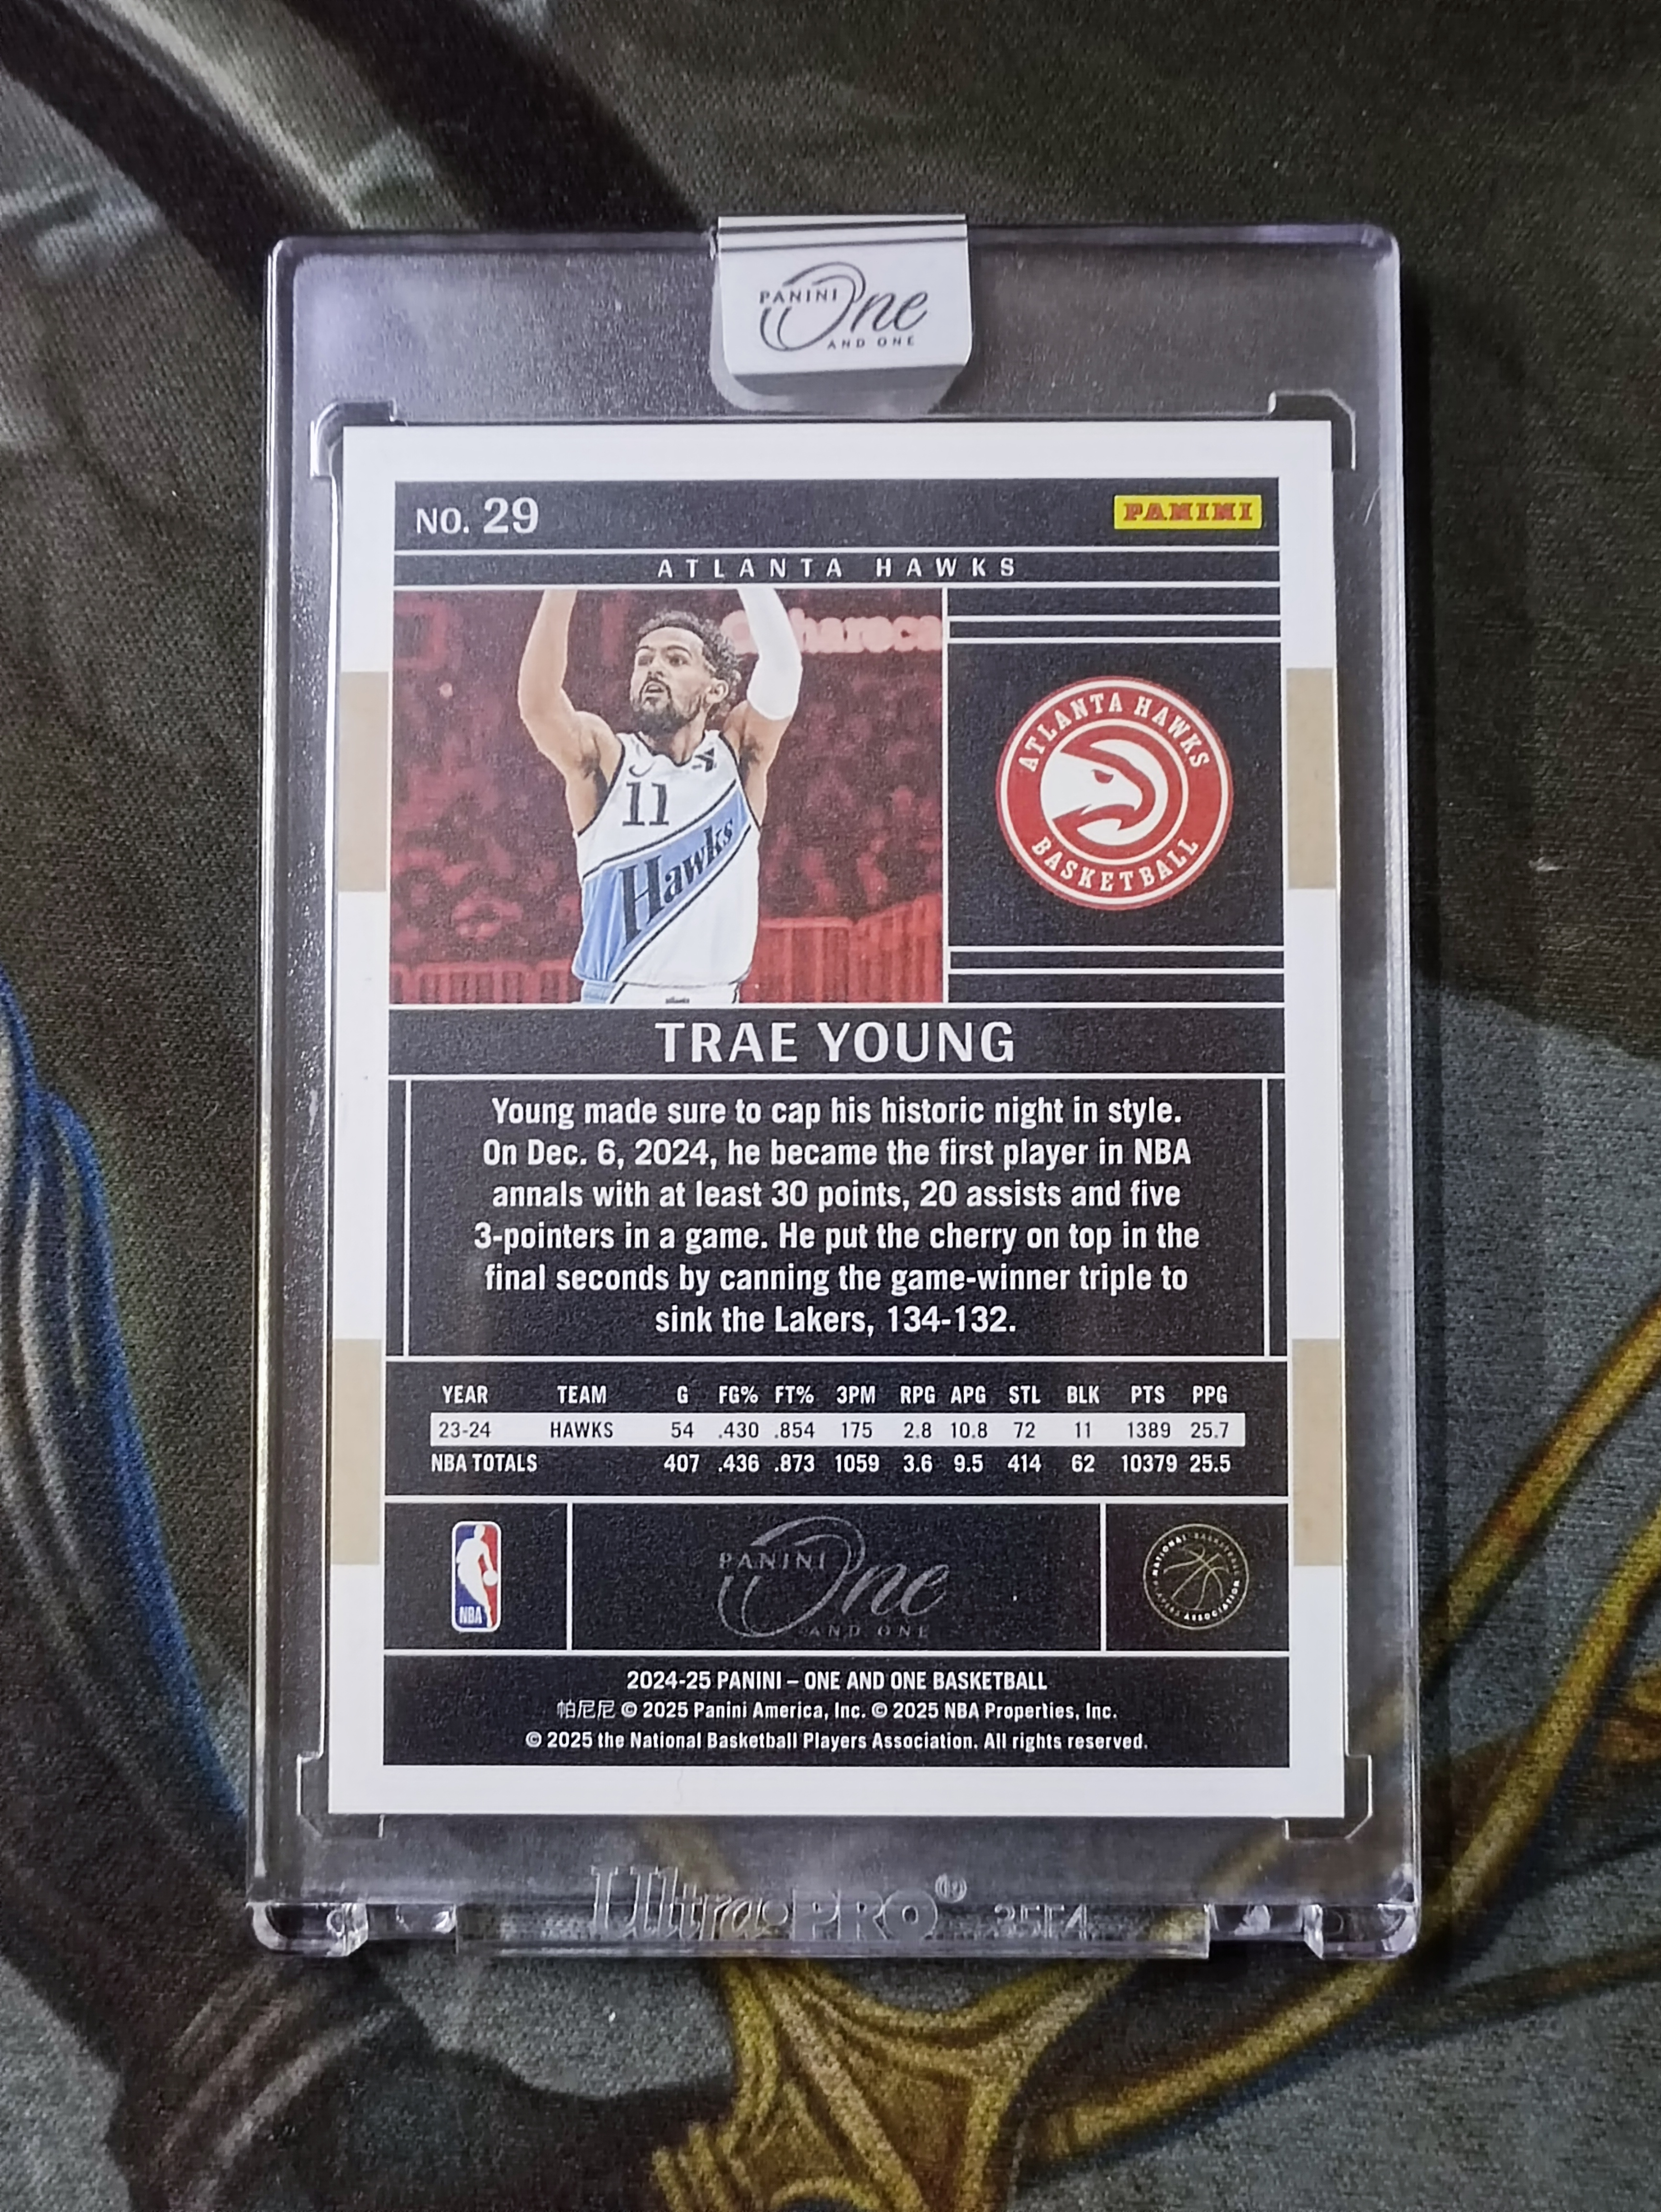 PANINI One
AND ONE
NO. 29
PANINI
ATLANTA HAWKS
ATLANTA HAWKS
BASKETBALL
11
Hawks
TRAE YOUNG
Young made sure to cap his historic night in style.
On Dec. 6, 2024, he became the first player in NBA
annals with at least 30 points, 20 assists and five
3-pointers in a game. He put the cherry on top in the
final seconds by canning the game-winner triple to
sink the Lakers, 134-132.
YEAR TEAM G FG% FT% 3PM RPG APG STL BLK PTS PPG
23-24 HAWKS 54 .430 .854 175 2.8 10.8 72 11 1389 25.7
NBA TOTALS 407 .436 .873 1059 3.6 9.5 414 62 10379 25.5
NBA
PANINI One
AND ONE
NATIONAL BASKETBALL PLAYERS ASSOCIATION
2024-25 PANINI – ONE AND ONE BASKETBALL
帕尼尼 © 2025 Panini America, Inc. © 2025 NBA Properties, Inc.
© 2025 the National Basketball Players Association. All rights reserved.
Ultra•PRO®